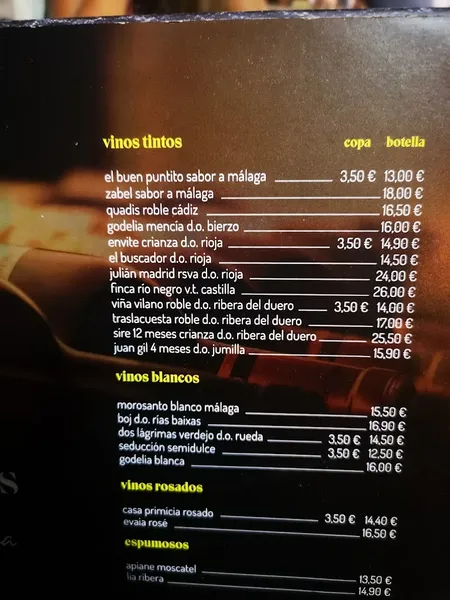 vinos tintos copa botella
el buen puntito sabor a málaga 3,50 € 13,00 €
zabel sabor a málaga 18,00 €
quadis roble cádiz 16,50 €
godelia mencía d.o. bierzo 16,00 €
envite crianza d.o. rioja 3,50 € 14,90 €
el buscador d.o. rioja 14,50 €
julián madrid rsva d.o. rioja 24,00 €
finca río negro v.t. castilla 26,00 €
viña vilano roble d.o. ribera del duero 3,50 € 14,00 €
traslacuesta roble d.o. ribera del duero 17,00 €
sire 12 meses crianza d.o. ribera del duero 25,50 €
juan gil 4 meses d.o. jumilla 15,90 €
vinos blancos
morosanto blanco málaga 15,50 €
boj d.o. rías baixas 16,90 €
dos lágrimas verdejo d.o. rueda 3,50 € 14,50 €
seducción semidulce 3,50 € 12,50 €
godelia blanca 16,00 €
vinos rosados
casa primicia rosado 3,50 € 14,40 €
evaia rosé 16,50 €
espumosos
apiane moscatel 13,50 €
lia ribera 14,90 €